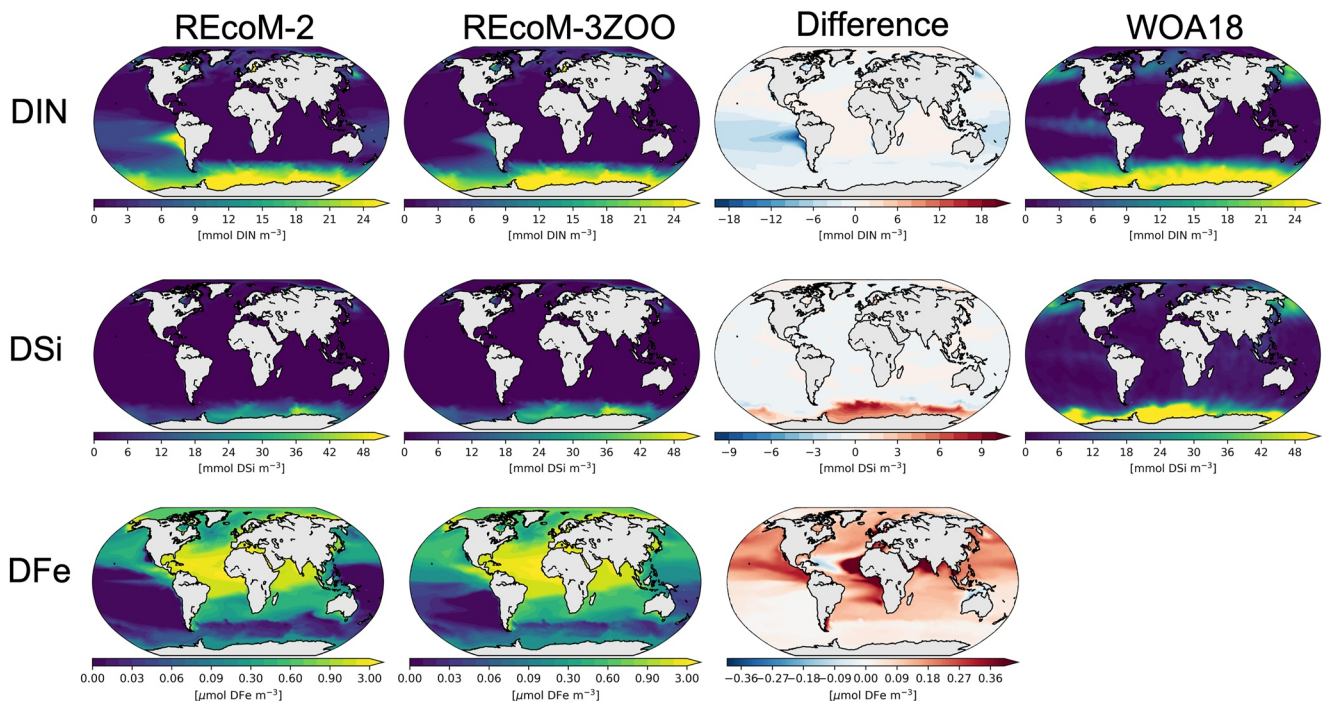 REcoM-2 REcoM-3ZOO Difference WOA18
DIN
0 3 6 9 12 15 18 21 24 0 3 6 9 12 15 18 21 24 −18 −12 −6 0 6 12 18 0 3 6 9 12 15 18 21 24
[mmol DIN m⁻³] [mmol DIN m⁻³] [mmol DIN m⁻³] [mmol DIN m⁻³]
DSi
0 6 12 18 24 30 36 42 48 0 6 12 18 24 30 36 42 48 −9 −6 −3 0 3 6 9 0 6 12 18 24 30 36 42 48
[mmol DSi m⁻³] [mmol DSi m⁻³] [mmol DSi m⁻³] [mmol DSi m⁻³]
DFe
0.00 0.03 0.06 0.09 0.30 0.60 0.90 3.00 0.00 0.03 0.06 0.09 0.30 0.60 0.90 3.00 −0.36 −0.27 −0.18 −0.09 0.00 0.09 0.18 0.27 0.36
[μmol DFe m⁻³] [μmol DFe m⁻³] [μmol DFe m⁻³]